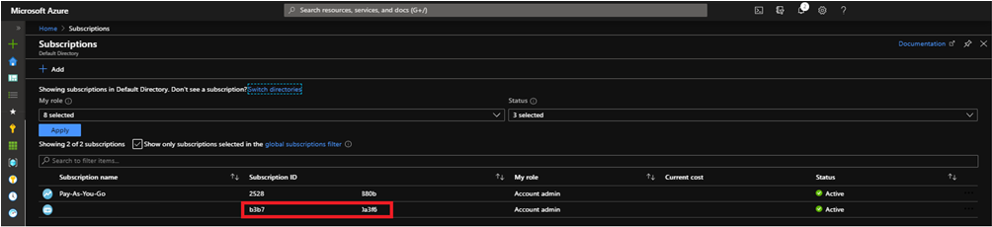 Microsoft Azure
Search resources, services, and docs (G+/)
2
?
Home > Subscriptions
Subscriptions
Default Directory
Documentation
+ Add
Showing subscriptions in Default Directory. Don't see a subscription? Switch directories
My role
Status
8 selected
3 selected
Apply
Showing 2 of 2 subscriptions
Show only subscriptions selected in the global subscriptions filter
Search to filter items...
Subscription name Subscription ID My role Current cost Status
Pay-As-You-Go 2528 880b Account admin Active
b3b7 3a3f6 Account admin Active